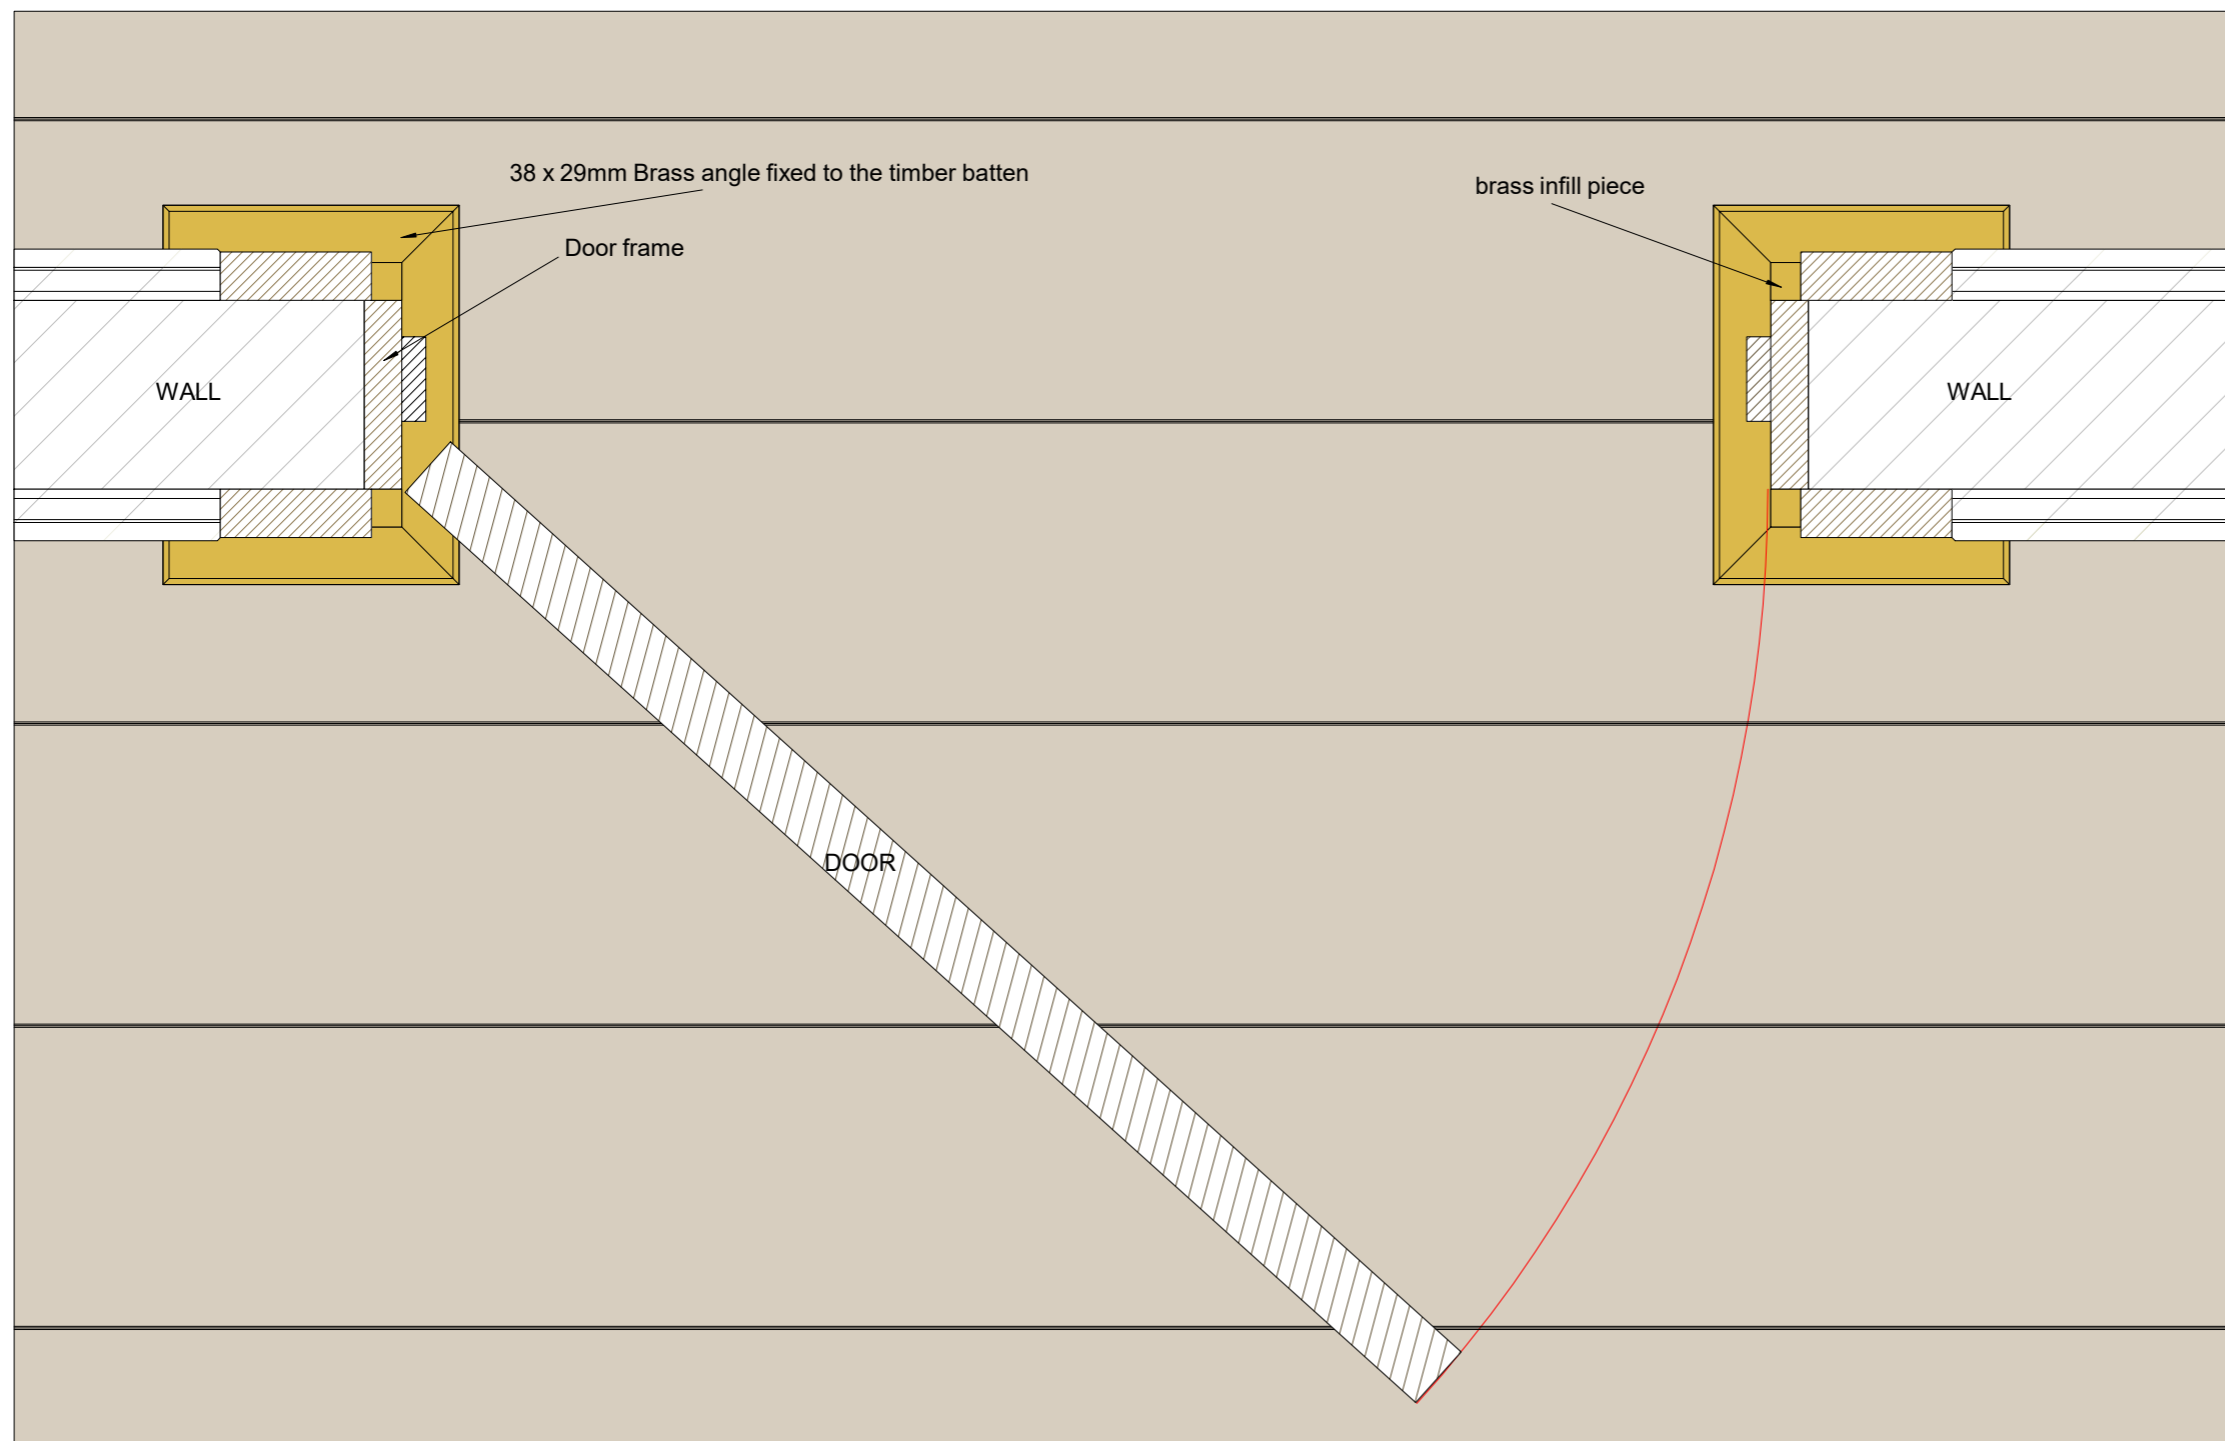 38 x 29mm Brass angle fixed to the timber batten
brass infill piece
Door frame
WALL
WALL
DOOR